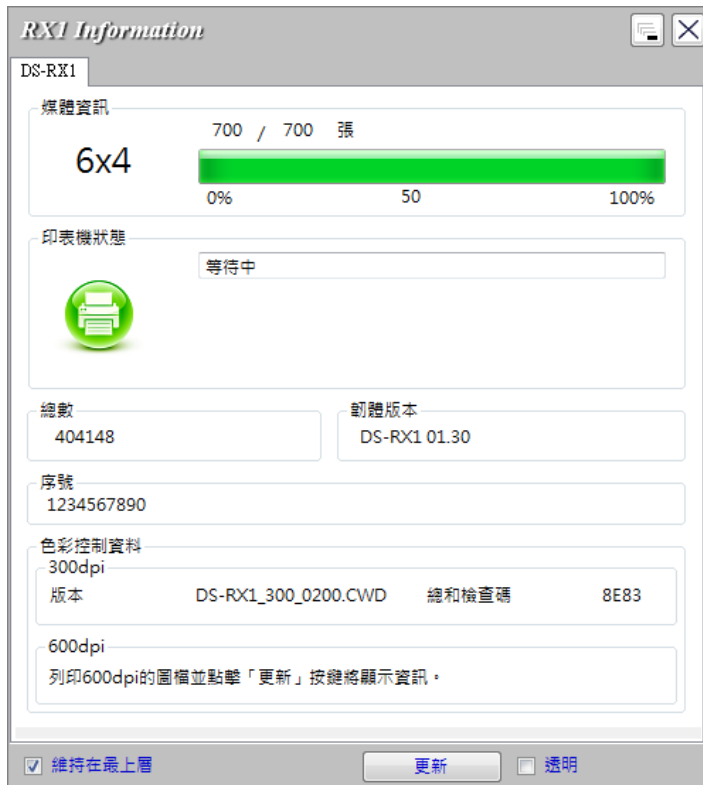 RX1 Information
DS-RX1
媒體資訊
700 / 700 張
6x4
0% 50 100%
印表機狀態
等待中
總數
404148
韌體版本
DS-RX1 01.30
序號
1234567890
色彩控制資料
300dpi
版本 DS-RX1_300_0200.CWD 總和檢查碼 8E83
600dpi
列印600dpi的圖檔並點擊「更新」按鍵將顯示資訊。
維持在最上層 更新 透明